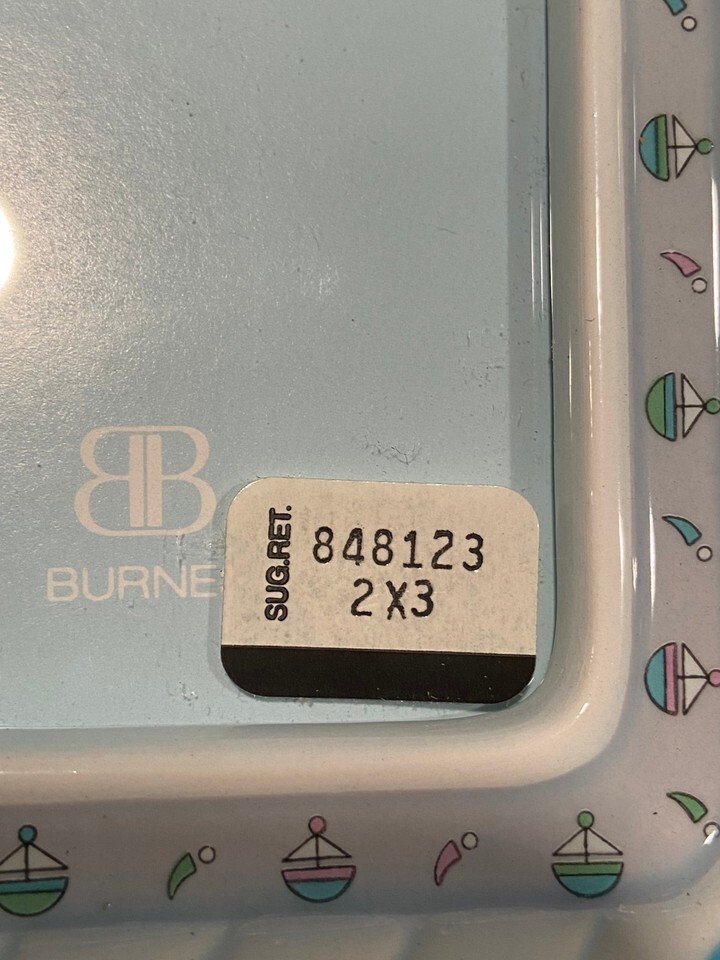 BB
BURNE
SUG.RET.
848123
2X3